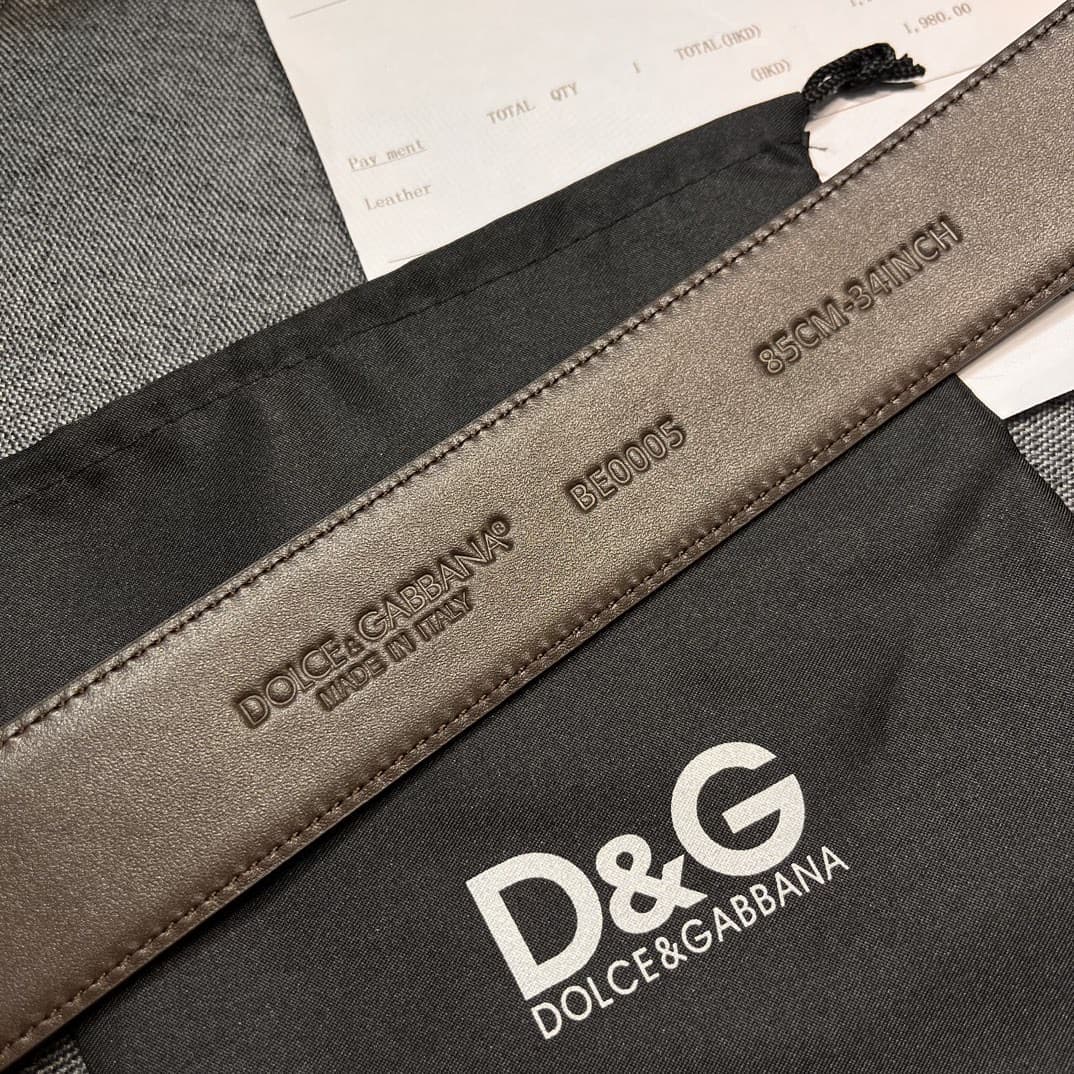 TOTAL QTY 1 TOTAL(HKD) 1,980.00
(HKD)
Pay ment
Leather
85CM-34INCH
BE0005
DOLCE&GABBANA®
MADE IN ITALY
D&G
DOLCE&GABBANA